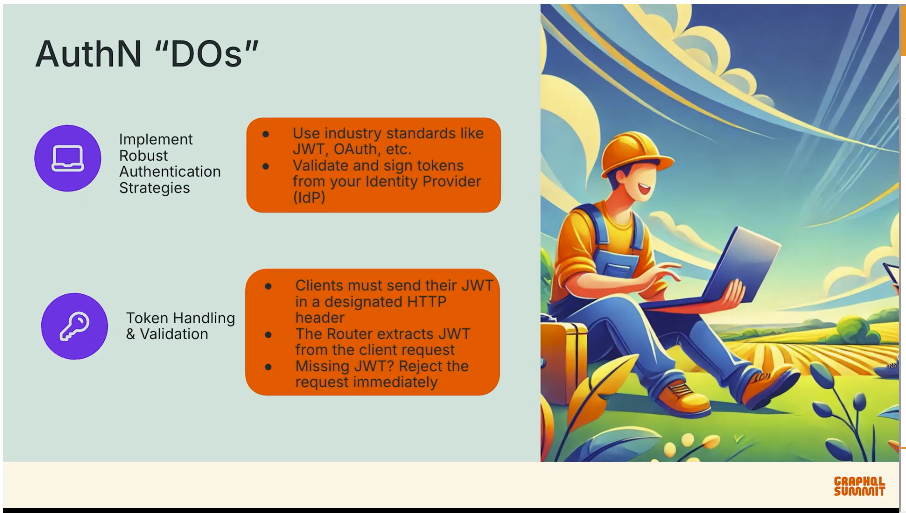 AuthN “DOs”
Implement
Robust
Authentication
Strategies
● Use industry standards like
JWT, OAuth, etc.
● Validate and sign tokens
from your Identity Provider
(IdP)
Token Handling
& Validation
● Clients must send their JWT
in a designated HTTP
header
● The Router extracts JWT
from the client request
● Missing JWT? Reject the
request immediately
GRAPHQL
SUMMIT